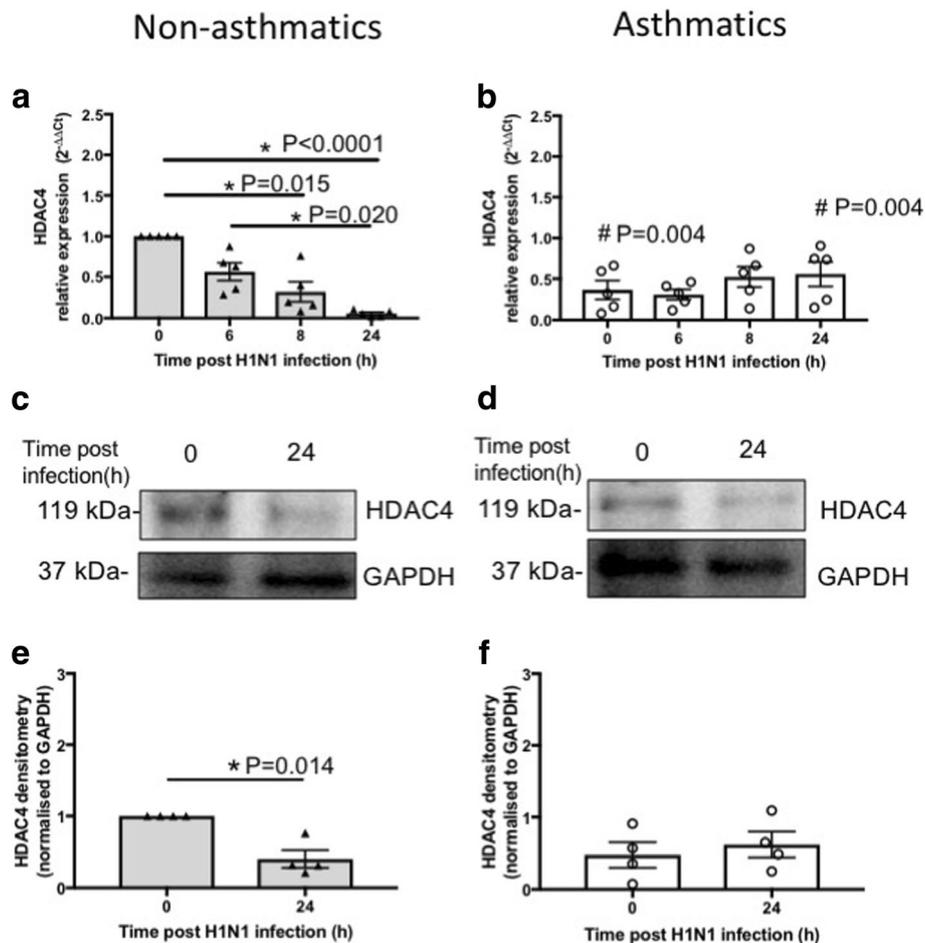 Non-asthmatics
Asthmatics
a
HDAC4
relative expression (2-ΔΔCt)
2.5
2.0
1.5
1.0
0.5
0.0
* P<0.0001
* P=0.015
* P=0.020
0 6 8 24
Time post H1N1 infection (h)
b
HDAC4
relative expression (2-ΔΔCt)
2.5
2.0
1.5
1.0
0.5
0.0
# P=0.004
# P=0.004
0 6 8 24
Time post H1N1 infection (h)
c
Time post
infection(h)
0 24
119 kDa-
HDAC4
37 kDa-
GAPDH
d
Time post
infection(h)
0 24
119 kDa-
HDAC4
37 kDa-
GAPDH
e
HDAC4 densitometry
(normalised to GAPDH)
3
2
1
0
* P=0.014
0 24
Time post H1N1 infection (h)
f
HDAC4 densitometry
(normalised to GAPDH)
3
2
1
0
0 24
Time post H1N1 infection (h)